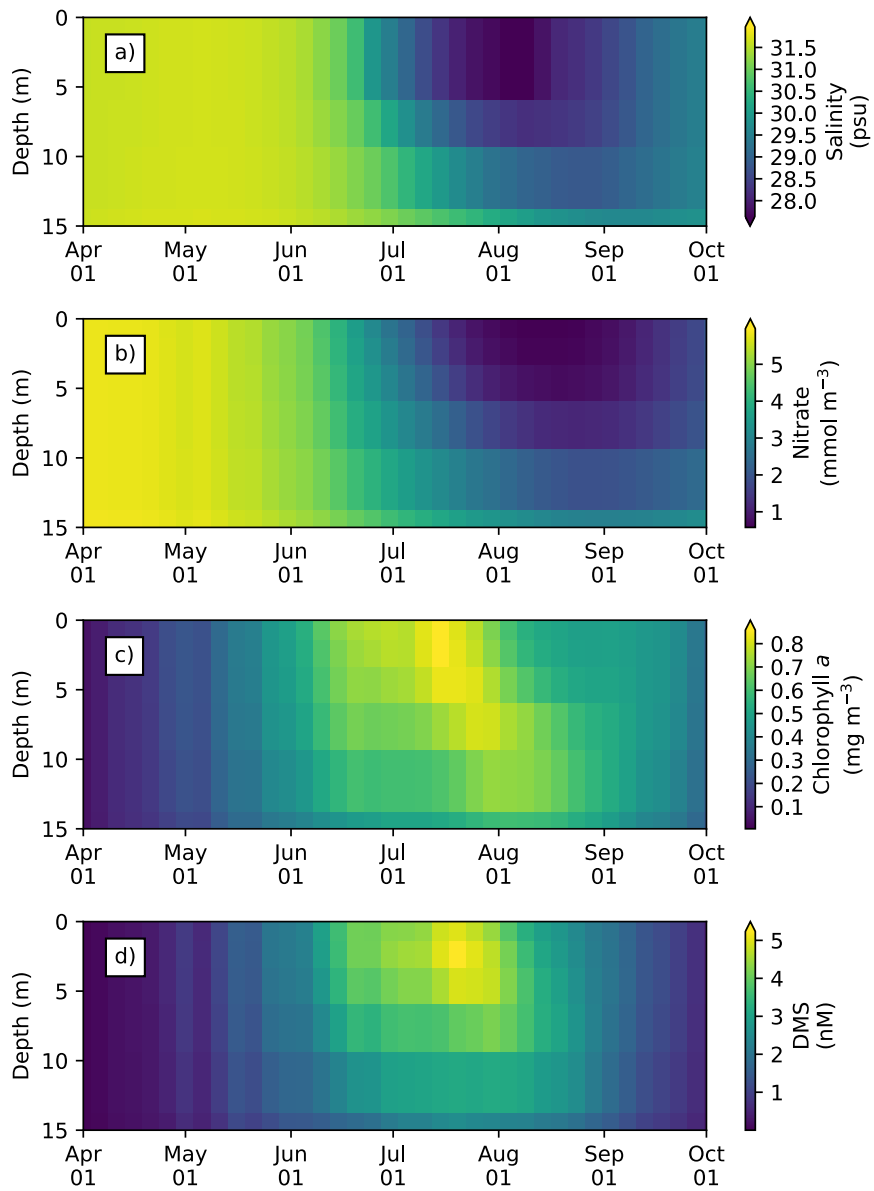 a)
Depth (m)
0
5
10
15
Apr 01
May 01
Jun 01
Jul 01
Aug 01
Sep 01
Oct 01
31.5
31.0
30.5
30.0
29.5
29.0
28.5
28.0
Salinity
(psu)
b)
Depth (m)
0
5
10
15
Apr 01
May 01
Jun 01
Jul 01
Aug 01
Sep 01
Oct 01
5
4
3
2
1
Nitrate
(mmol m⁻³)
c)
Depth (m)
0
5
10
15
Apr 01
May 01
Jun 01
Jul 01
Aug 01
Sep 01
Oct 01
0.8
0.7
0.6
0.5
0.4
0.3
0.2
0.1
Chlorophyll a
(mg m⁻³)
d)
Depth (m)
0
5
10
15
Apr 01
May 01
Jun 01
Jul 01
Aug 01
Sep 01
Oct 01
5
4
3
2
1
DMS
(nM)